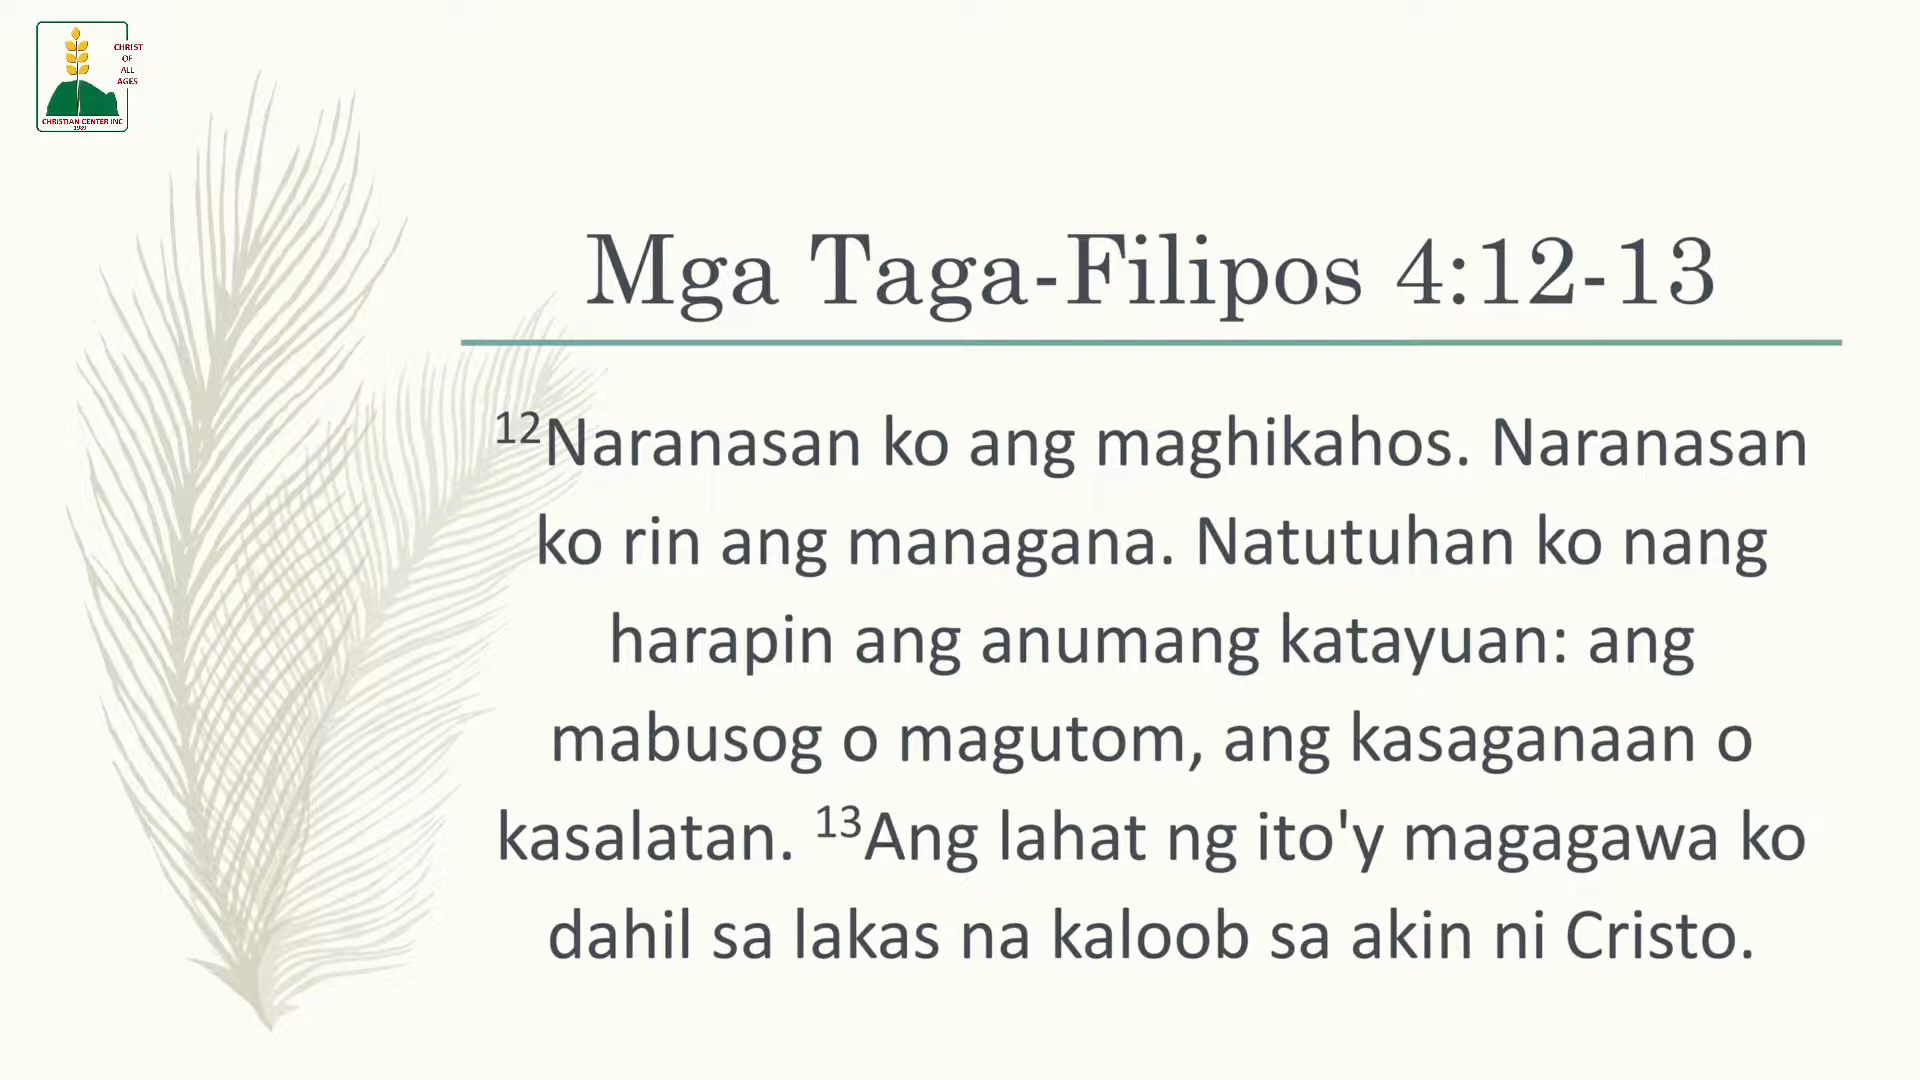 CHRIST
OF
ALL
AGES
CHRISTIAN CENTER INC
1989
Mga Taga-Filipos 4:12-13
¹²Naranasan ko ang maghikahos. Naranasan
ko rin ang managana. Natutuhan ko nang
harapin ang anumang katayuan: ang
mabusog o magutom, ang kasaganaan o
kasalatan. ¹³Ang lahat ng ito'y magagawa ko
dahil sa lakas na kaloob sa akin ni Cristo.